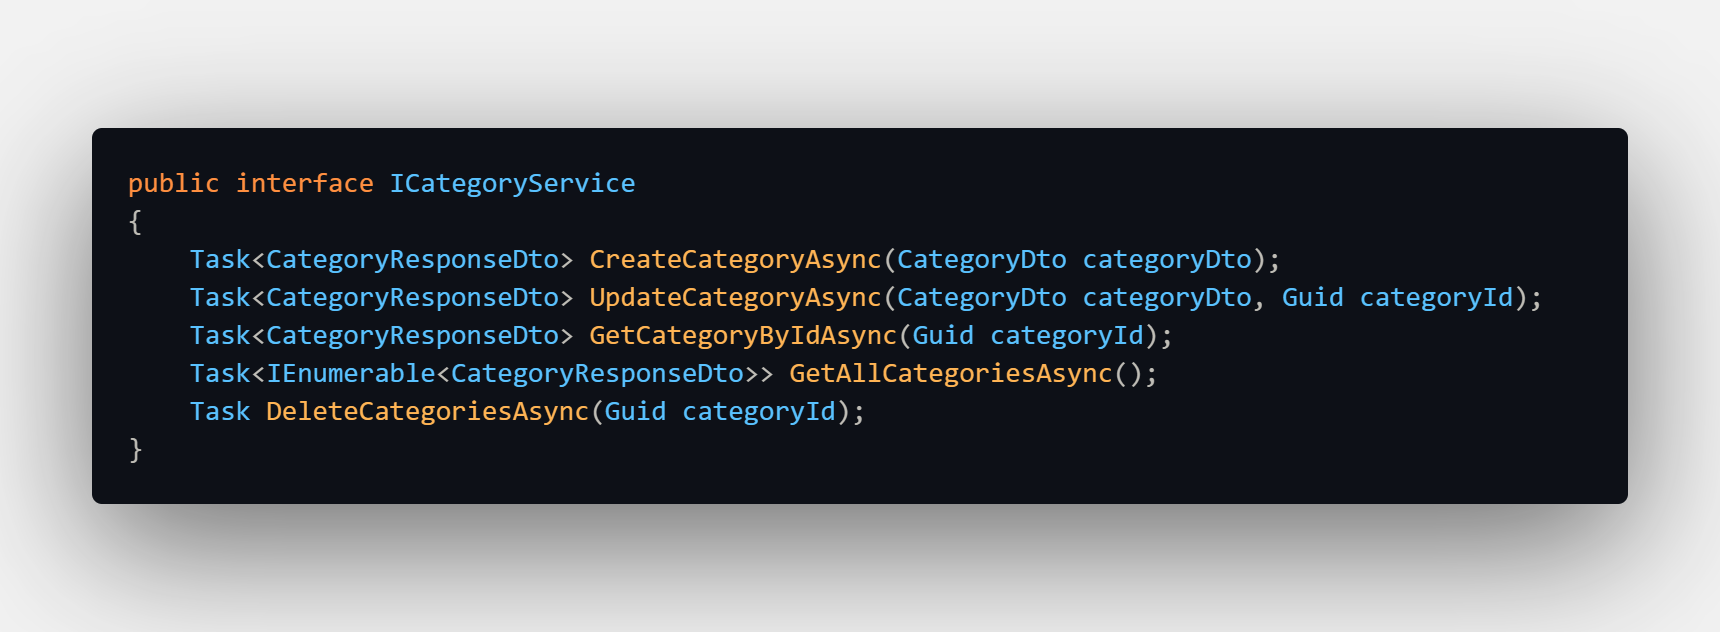 public interface ICategoryService
{
    Task<CategoryResponseDto> CreateCategoryAsync(CategoryDto categoryDto);
    Task<CategoryResponseDto> UpdateCategoryAsync(CategoryDto categoryDto, Guid categoryId);
    Task<CategoryResponseDto> GetCategoryByIdAsync(Guid categoryId);
    Task<IEnumerable<CategoryResponseDto>> GetAllCategoriesAsync();
    Task DeleteCategoriesAsync(Guid categoryId);
}